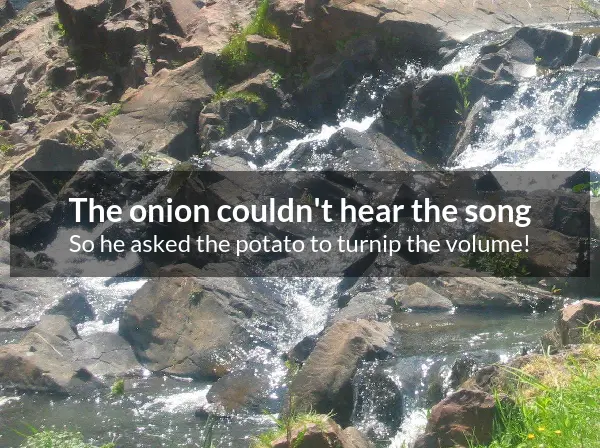 The onion couldn't hear the song
So he asked the potato to turnip the volume!